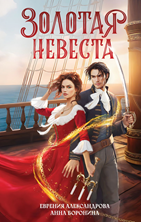 ЗОЛОТАЯ
НЕВЕСТА
ЕВГЕНИЯ АЛЕКСАНДРОВА
АННА ВОРОНИНА